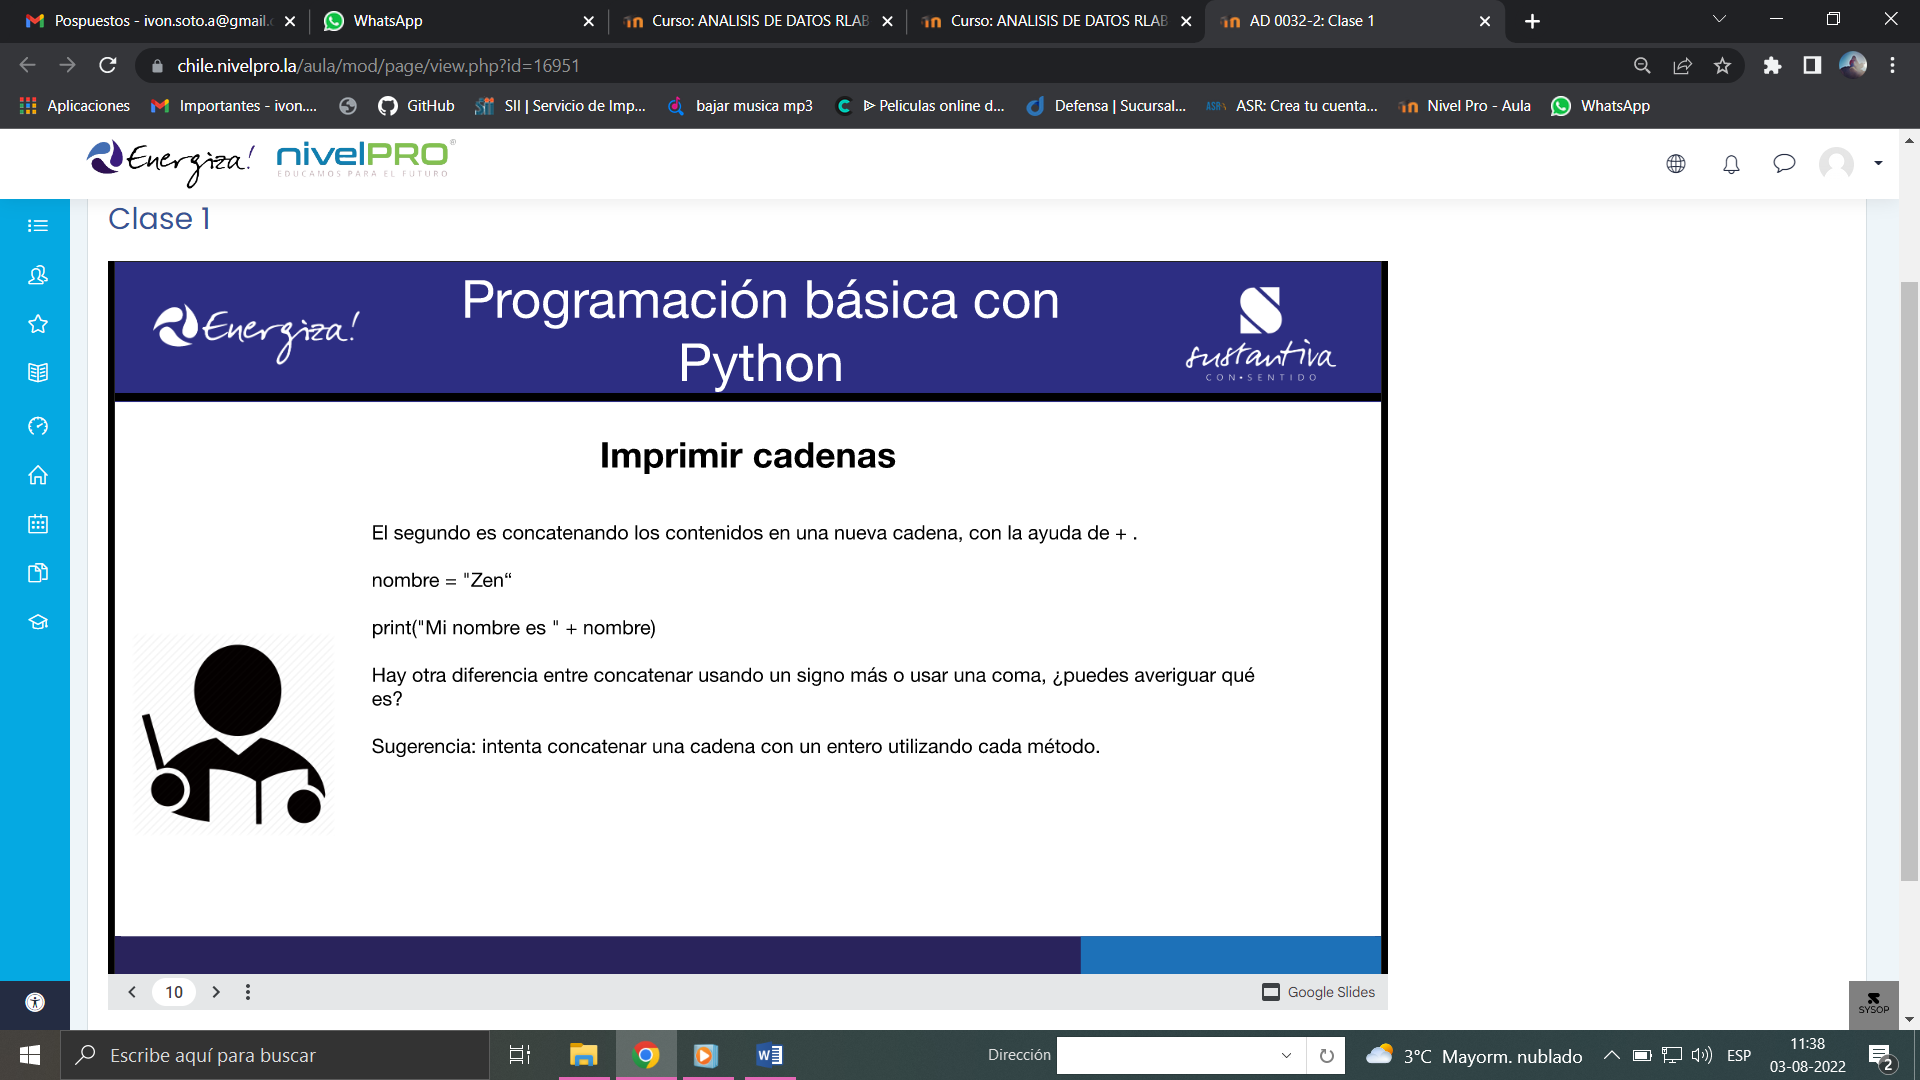 Pospuestos - ivon.soto.a@gmail.c
WhatsApp
Curso: ANALISIS DE DATOS RLAB
Curso: ANALISIS DE DATOS RLAB
AD 0032-2: Clase 1
chile.nivelpro.la/aula/mod/page/view.php?id=16951
Aplicaciones
Importantes - ivon....
GitHub
SII | Servicio de Imp...
bajar musica mp3
Peliculas online d...
Defensa | Sucursal...
ASR: Crea tu cuenta...
Nivel Pro - Aula
WhatsApp
Energiza!
nivelPRO
EDUCAMOS PARA EL FUTURO
Clase 1
Energiza!
Programación básica con
Python
sustantiva
CON•SENTIDO
Imprimir cadenas
El segundo es concatenando los contenidos en una nueva cadena, con la ayuda de + .
nombre = "Zen“
print("Mi nombre es " + nombre)
Hay otra diferencia entre concatenar usando un signo más o usar una coma, ¿puedes averiguar qué
es?
Sugerencia: intenta concatenar una cadena con un entero utilizando cada método.
10
Google Slides
SYSOP
Escribe aquí para buscar
Dirección
3°C Mayorm. nublado
ESP
11:38
03-08-2022
2